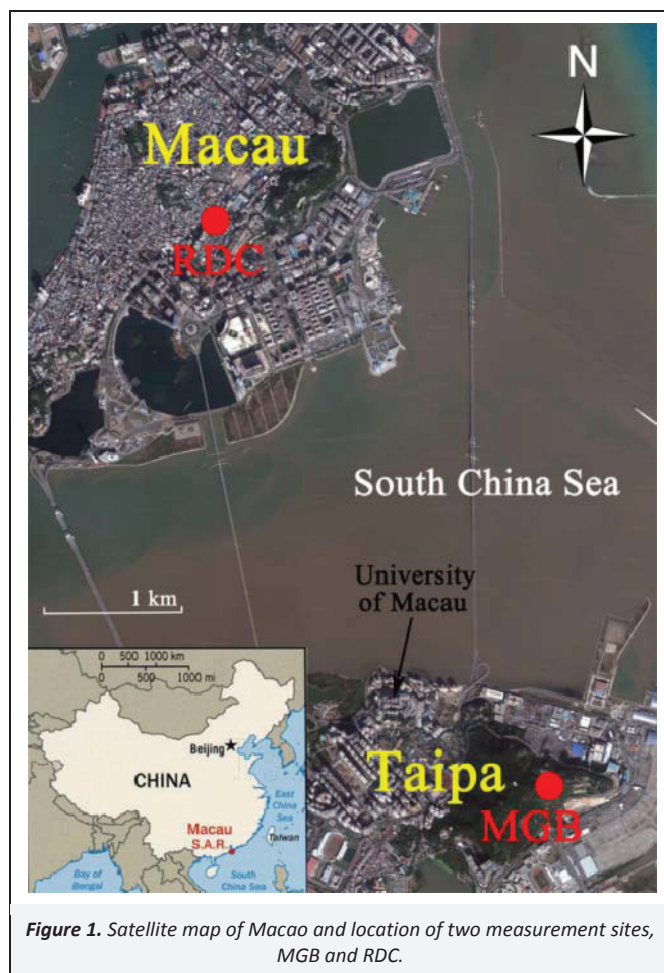 N
Macau
RDC
South China Sea
University
of Macau
1 km
Taipa
MGB
0 500 1000 km
0 500 1000 mi
Beijing
CHINA
East
China
Sea
Macau
S.A.R.
Taiwan
Bay of
Bengal
South
China Sea
Figure 1. Satellite map of Macao and location of two measurement sites,
MGB and RDC.